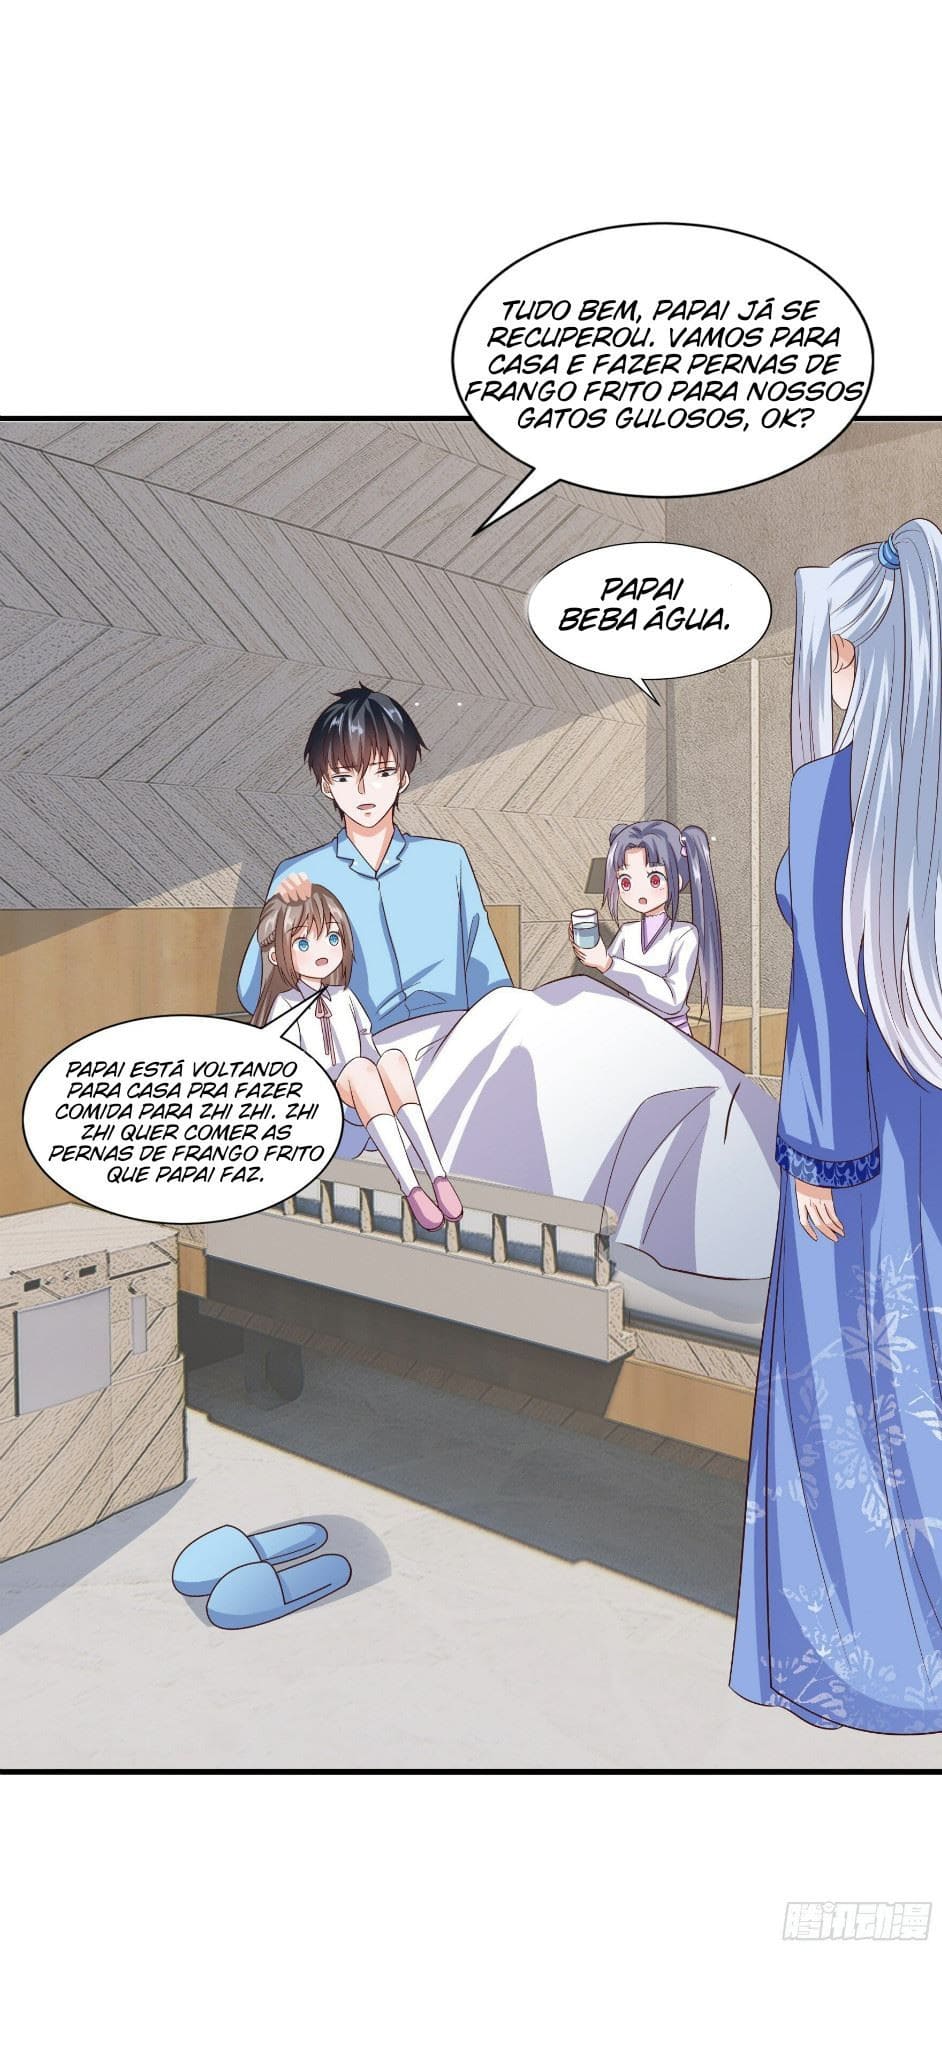 TUDO BEM, PAPAI JÁ SE
RECUPEROU. VAMOS PARA
CASA E FAZER PERNAS DE
FRANGO FRITO PARA NOSSOS
GATOS GULOSOS, OK?
PAPAI
BEBA ÁGUA.
PAPAI ESTÁ VOLTANDO
PARA CASA PRA FAZER
COMIDA PARA ZHI ZHI. ZHI
ZHI QUER COMER AS
PERNAS DE FRANGO FRITO
QUE PAPAI FAZ.
腾讯动漫